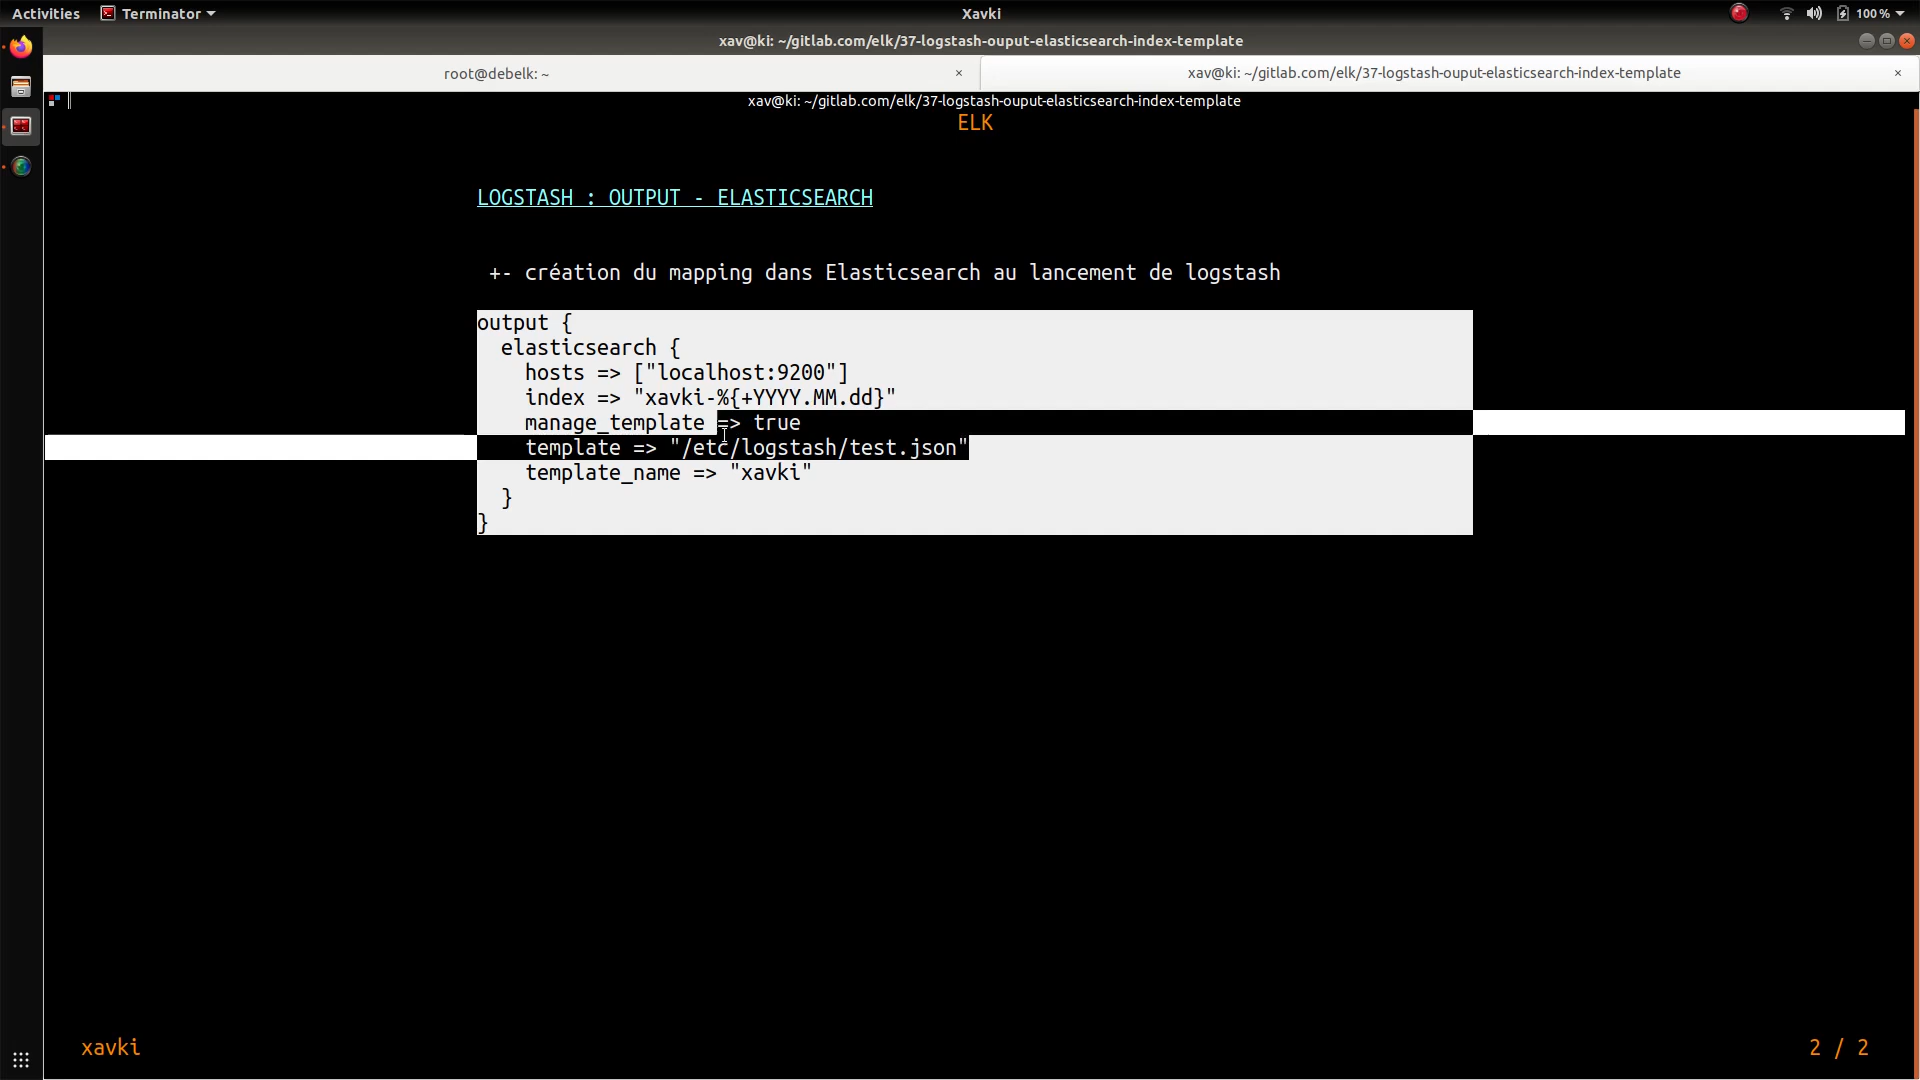 Activities Terminator Xavki 100 %
xav@ki: ~/gitlab.com/elk/37-logstash-ouput-elasticsearch-index-template
root@debelk: ~ × xav@ki: ~/gitlab.com/elk/37-logstash-ouput-elasticsearch-index-template ×
xav@ki: ~/gitlab.com/elk/37-logstash-ouput-elasticsearch-index-template
ELK
LOGSTASH : OUTPUT - ELASTICSEARCH
+- création du mapping dans Elasticsearch au lancement de logstash
output {
  elasticsearch {
    hosts => ["localhost:9200"]
    index => "xavki-%{+YYYY.MM.dd}"
    manage_template => true
    template => "/etc/logstash/test.json"
    template_name => "xavki"
  }
}
xavki 2 / 2